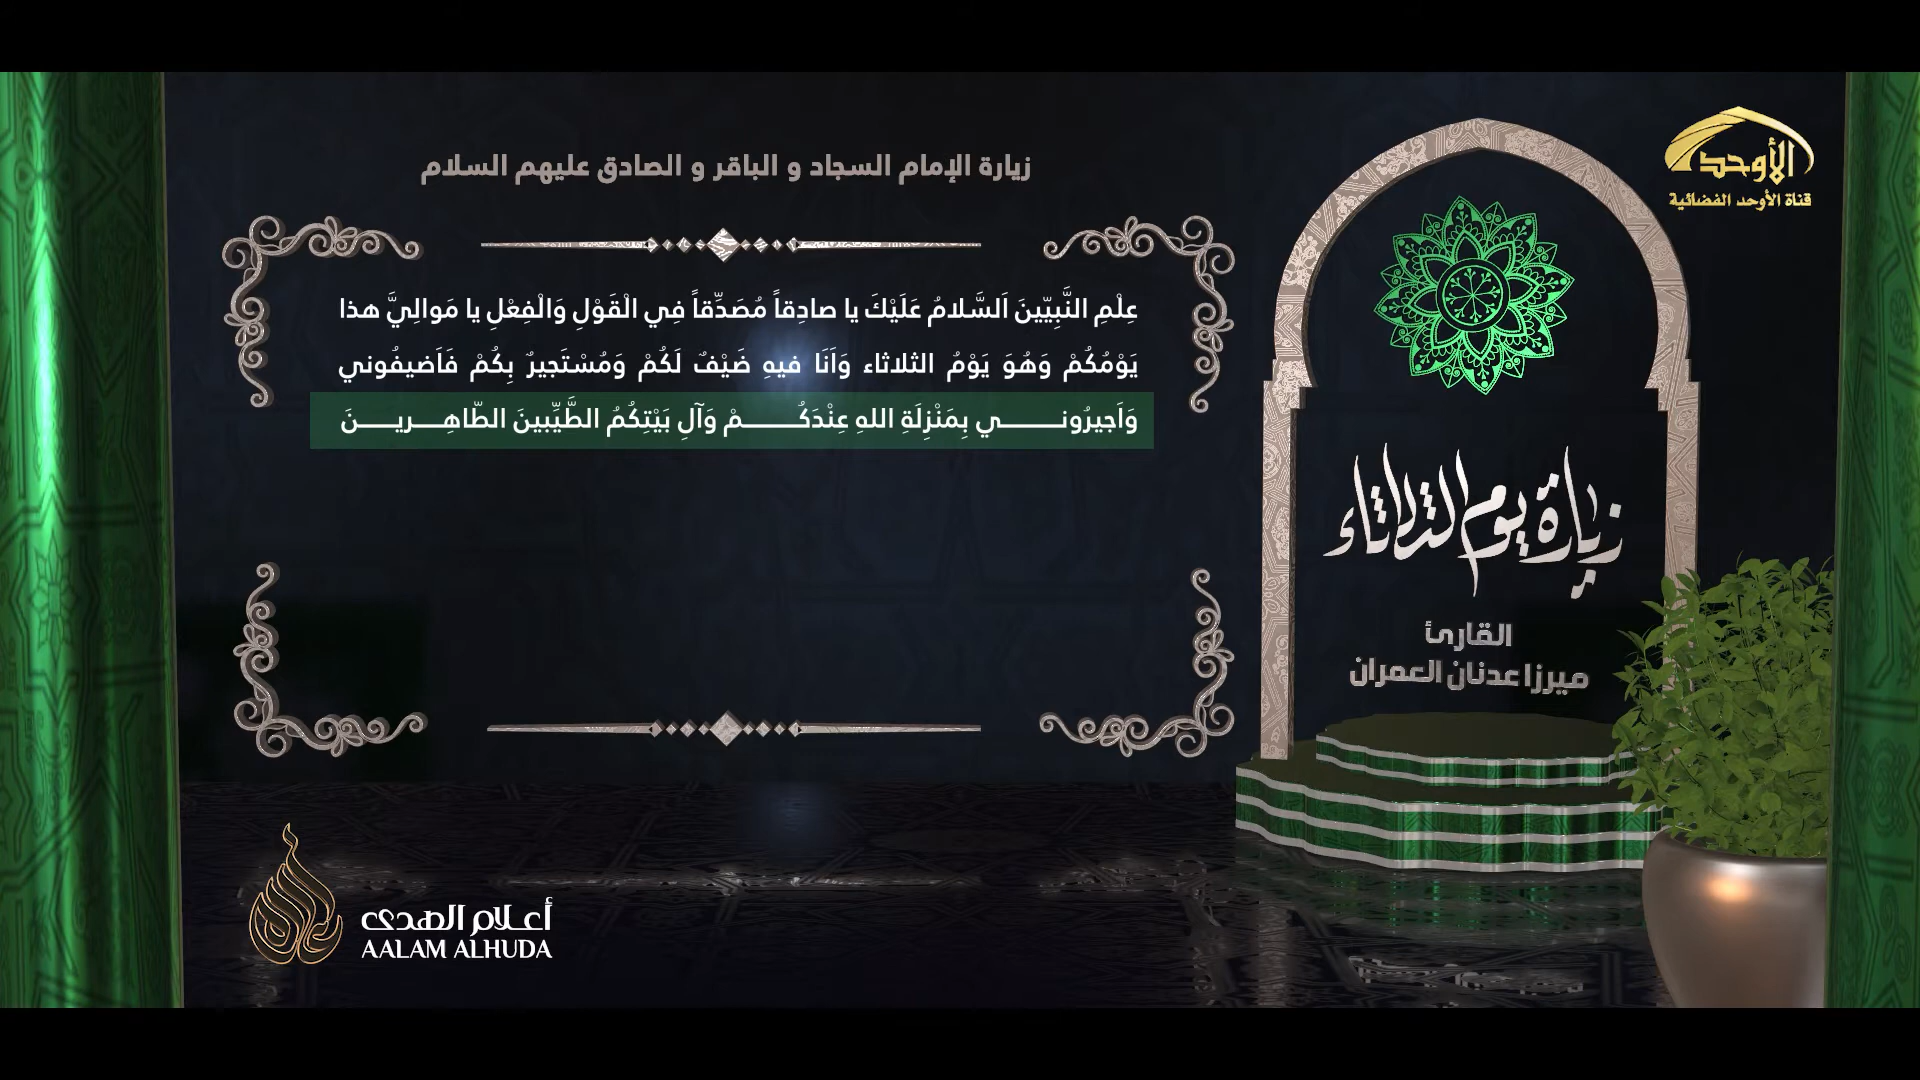 زيارة الإمام السجاد و الباقر و الصادق عليهم السلام
عِلْمِ النَّبِيّينَ اَلسَّلامُ عَلَيْكَ يا صادِقاً مُصَدِّقاً فِي الْقَوْلِ وَالْفِعْلِ يا مَوالِيَّ هذا
يَوْمُكُمْ وَهُوَ يَوْمُ الثلاثاء وَاَنَا فيهِ ضَيْفٌ لَكُمْ وَمُسْتَجيرٌ بِكُمْ فَاَضيفُوني
وَاَجيرُوني بِمَنْزِلَةِ اللهِ عِنْدَكُمْ وَآلِ بَيْتِكُمُ الطَّيِّبينَ الطّاهِرينَ
الأوحد
قناة الأوحد الفضائية
زيارة يوم الثلاثاء
القارئ
ميرزا عدنان العمران
أعلام الهدى
AALAM ALHUDA